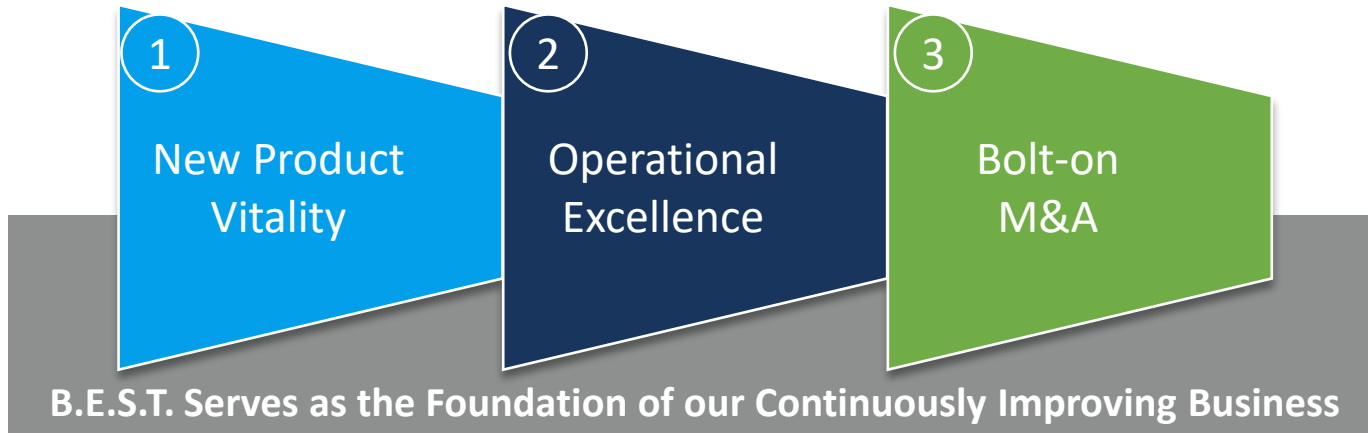 1
New Product
Vitality
2
Operational
Excellence
3
Bolt-on
M&A
B.E.S.T. Serves as the Foundation of our Continuously Improving Business